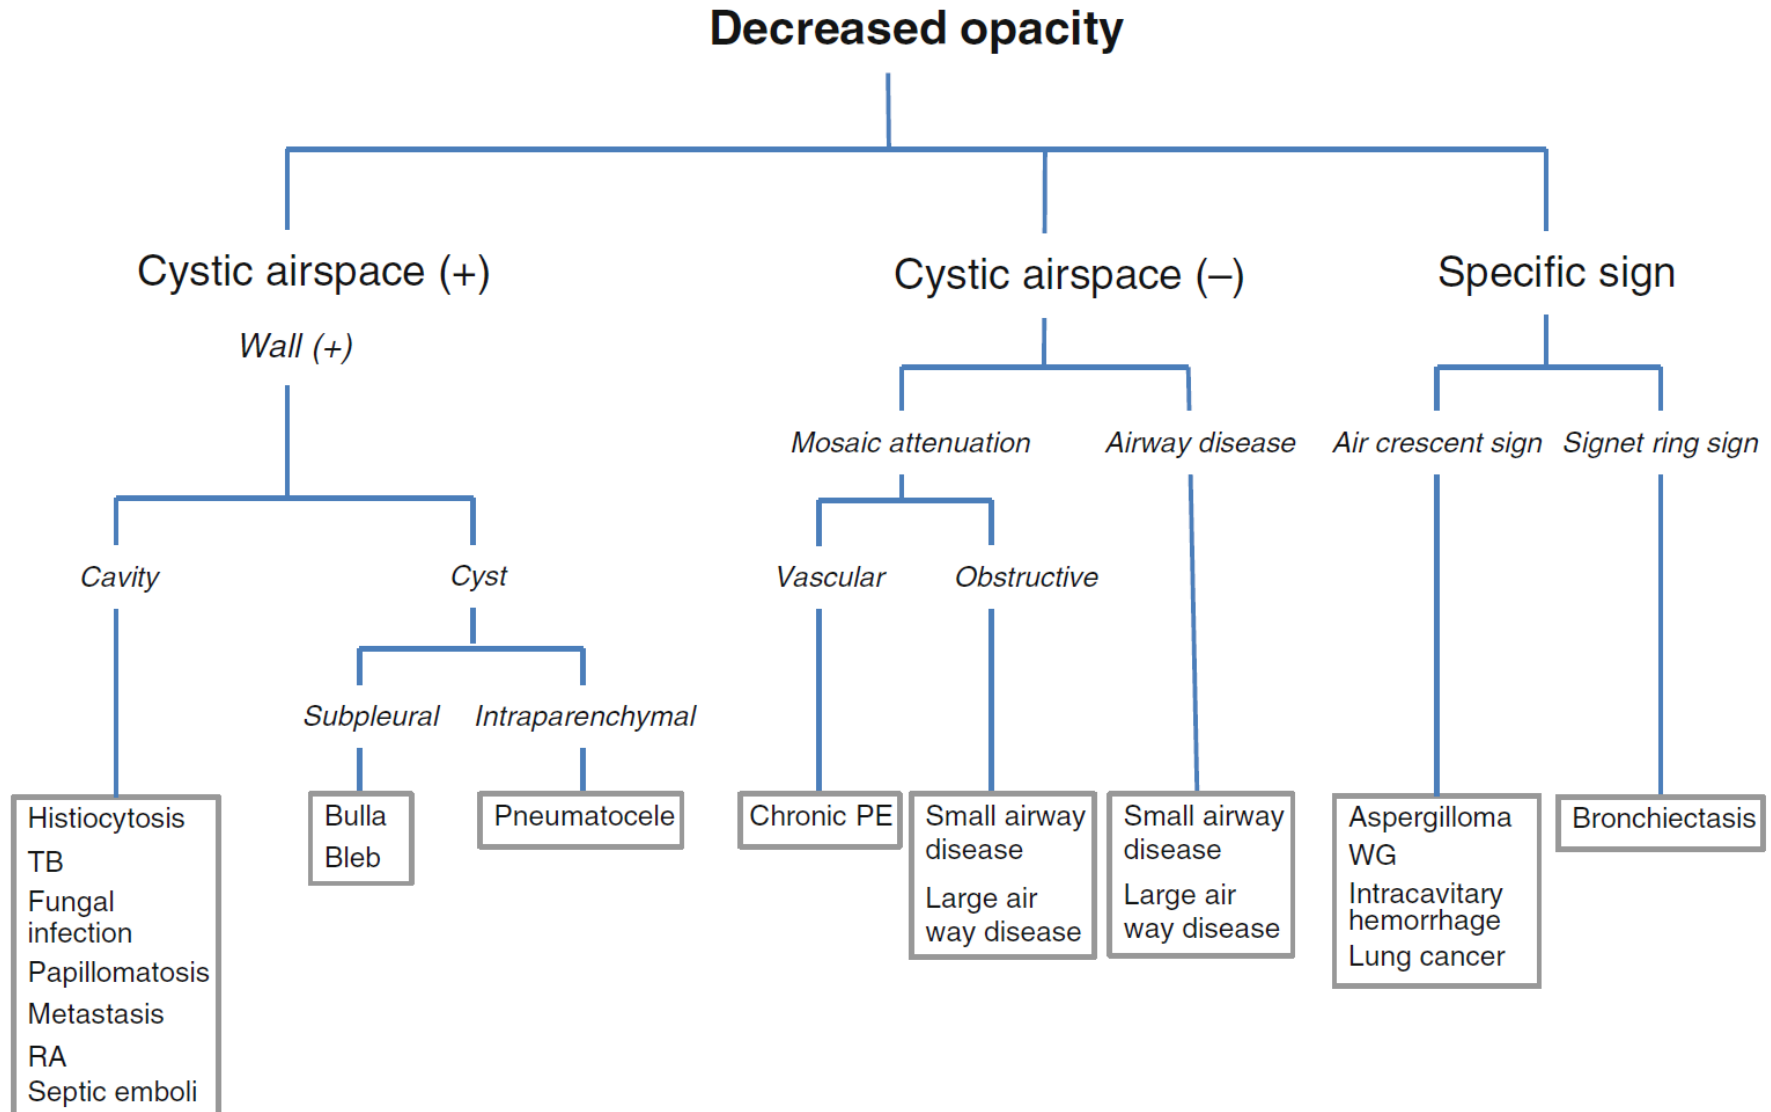 Decreased opacity
Cystic airspace (+)
Cystic airspace (–)
Specific sign
Wall (+)
Mosaic attenuation
Airway disease
Air crescent sign
Signet ring sign
Cavity
Cyst
Vascular
Obstructive
Subpleural
Intraparenchymal
Histiocytosis
TB
Fungal
infection
Papillomatosis
Metastasis
RA
Septic emboli
Bulla
Bleb
Pneumatocele
Chronic PE
Small airway
disease
Large air
way disease
Small airway
disease
Large air
way disease
Aspergilloma
WG
Intracavitary
hemorrhage
Lung cancer
Bronchiectasis